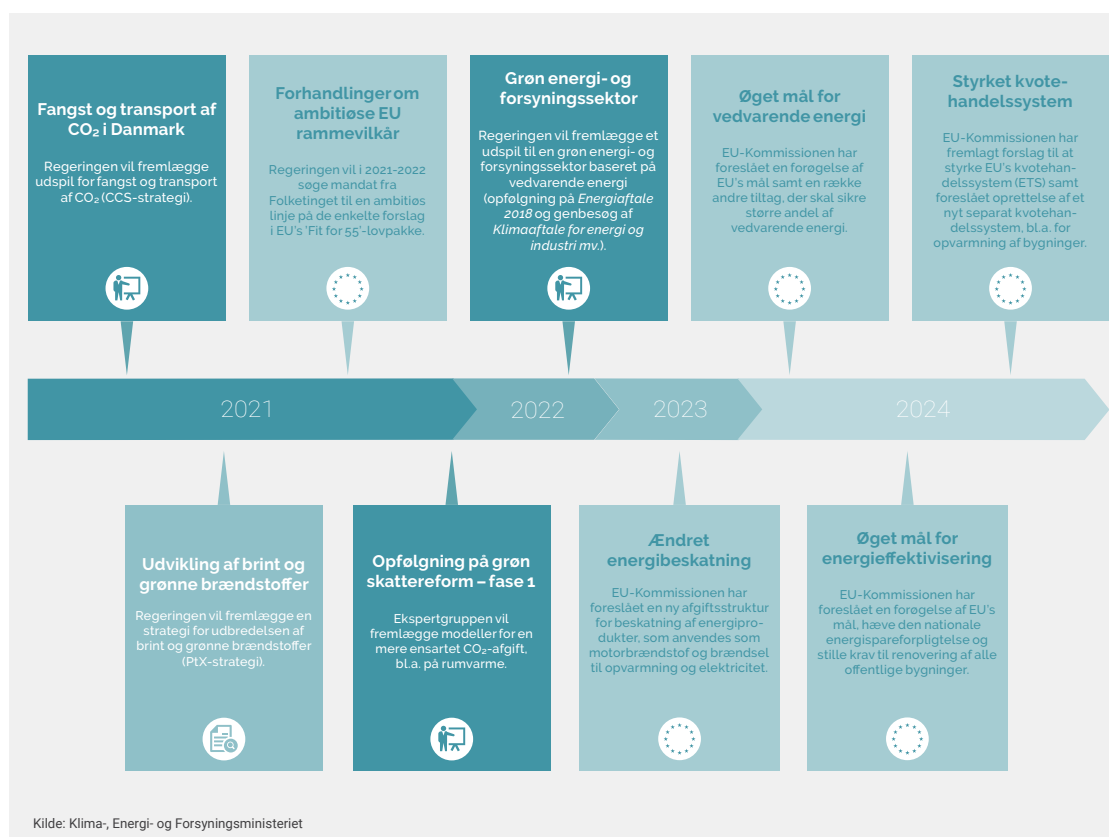 Fangst og transport af
CO₂ i Danmark
Regeringen vil fremlægge
udspil for fangst og transport
af CO₂ (CCS-strategi).
Forhandlinger om
ambitiøse EU
rammevilkår
Regeringen vil i 2021-2022
søge mandat fra
Folketinget til en ambitiøs
linje på de enkelte forslag
i EU's 'Fit for 55'-lovpakke.
Grøn energi- og
forsyningssektor
Regeringen vil fremlægge et
udspil til en grøn energi- og
forsyningssektor baseret på
vedvarende energi
(opfølgning på Energiaftale
2018 og genbesøg af
Klimaaftale for energi og
industri mv.).
Øget mål for
vedvarende energi
EU-Kommissionen har
foreslået en forøgelse af
EU's mål samt en række
andre tiltag, der skal sikre
større andel af
vedvarende energi.
Styrket kvote-
handelssystem
EU-Kommissionen har
fremlagt forslag til at
styrke EU's kvotehan-
delssystem (ETS) samt
foreslået oprettelse af et
nyt separat kvotehan-
delssystem, bl.a. for
opvarmning af bygninger.
2021
2022
2023
2024
Udvikling af brint og
grønne brændstoffer
Regeringen vil fremlægge en
strategi for udbredelsen af
brint og grønne brændstoffer
(PtX-strategi).
Opfølgning på grøn
skattereform – fase 1
Ekspertgruppen vil
fremlægge modeller for en
mere ensartet CO₂-afgift,
bl.a. på rumvarme.
Ændret
energibeskatning
EU-Kommissionen har
foreslået en ny afgiftsstruktur
for beskatning af energipro-
dukter, som anvendes som
motorbrændstof og brændsel
til opvarmning og elektricitet.
Øget mål for
energieffektivisering
EU-Kommissionen har
foreslået en forøgelse af EU's
mål, hæve den nationale
energispareforpligtelse og
stille krav til renovering af alle
offentlige bygninger.
Kilde: Klima-, Energi- og Forsyningsministeriet